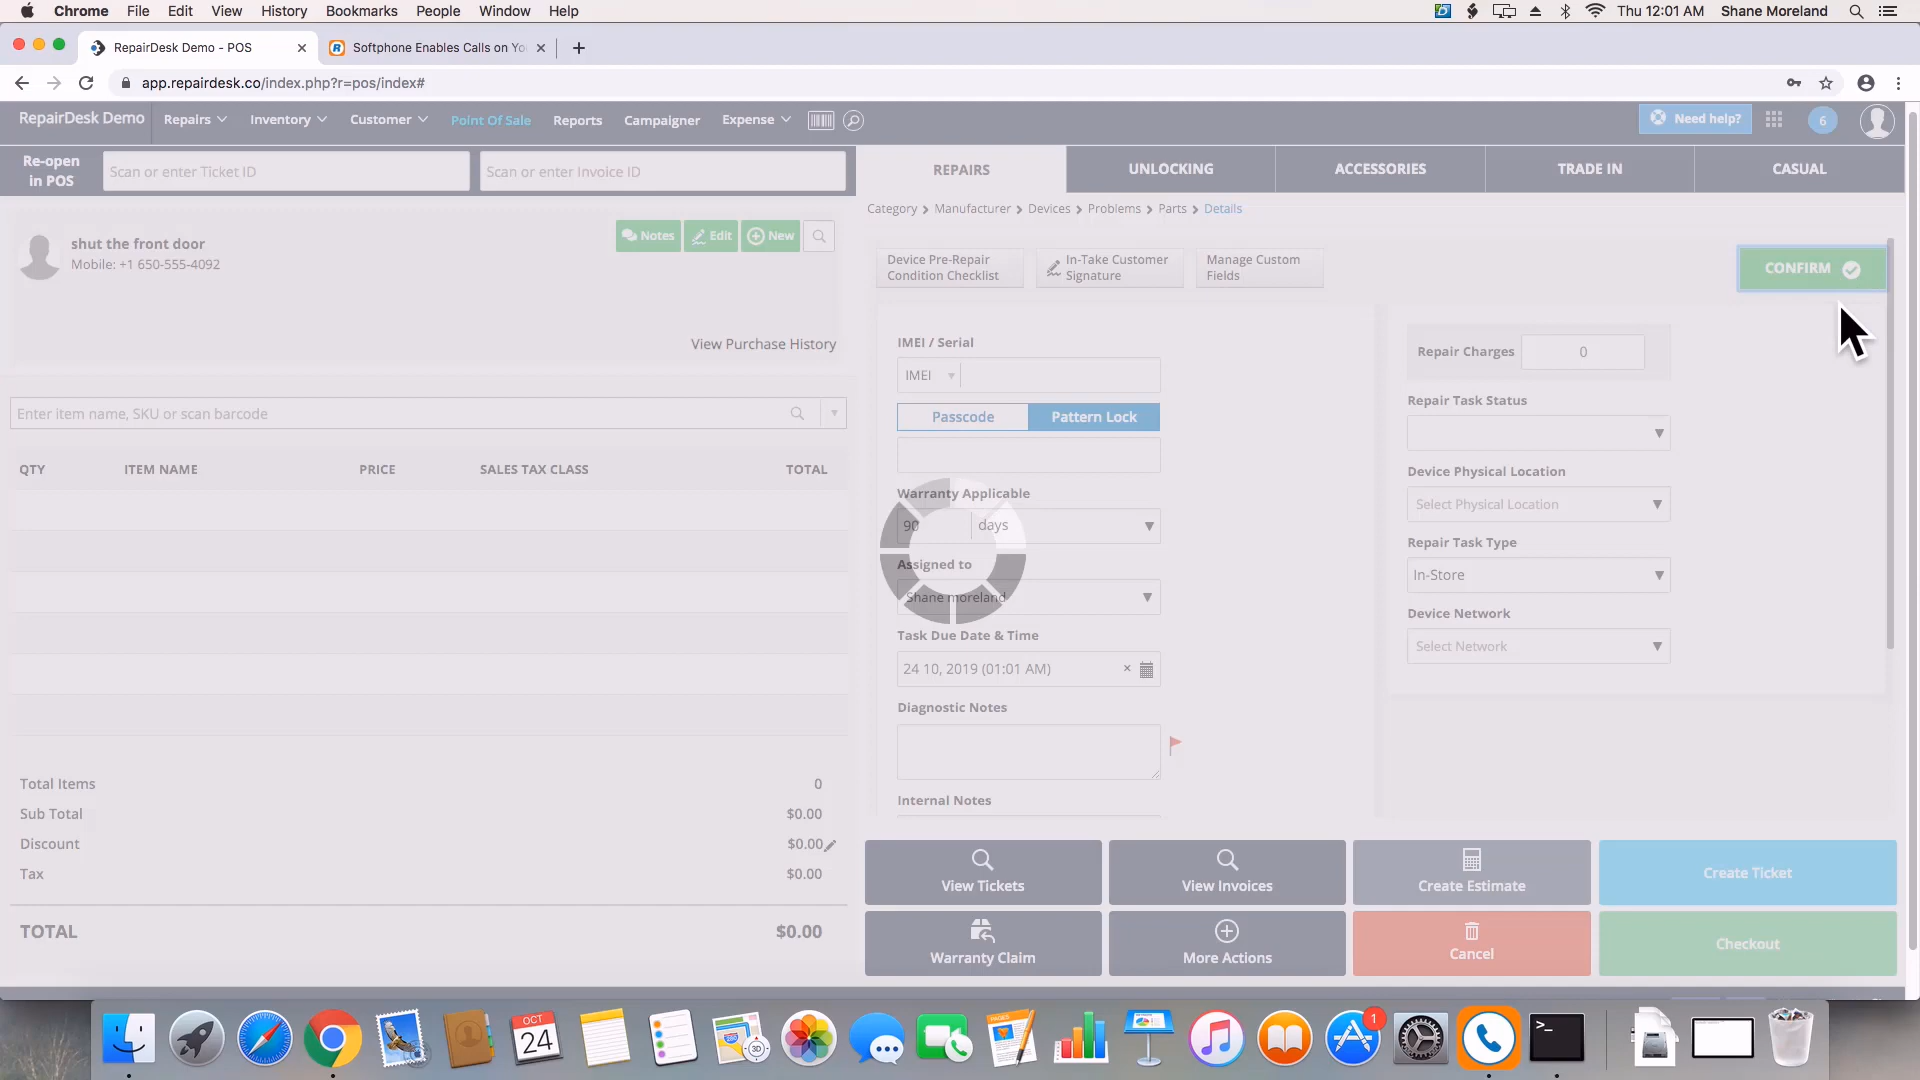 Chrome File Edit View History Bookmarks People Window Help
Thu 12:01 AM Shane Moreland
RepairDesk Demo - POS
Softphone Enables Calls on Yo
app.repairdesk.co/index.php?r=pos/index#
RepairDesk Demo
Repairs Inventory Customer Point Of Sale Reports Campaigner Expense
Need help?
6
Re-open
in POS
Scan or enter Ticket ID
Scan or enter Invoice ID
REPAIRS
UNLOCKING
ACCESSORIES
TRADE IN
CASUAL
Category > Manufacturer > Devices > Problems > Parts > Details
shut the front door
Mobile: +1 650-555-4092
Notes
Edit
New
View Purchase History
Device Pre-Repair
Condition Checklist
In-Take Customer
Signature
Manage Custom
Fields
CONFIRM
Enter item name, SKU or scan barcode
QTY ITEM NAME PRICE SALES TAX CLASS TOTAL
IMEI / Serial
IMEI
Passcode
Pattern Lock
Warranty Applicable
90 days
Assigned to
Shane moreland
Task Due Date & Time
24 10, 2019 (01:01 AM) ×
Diagnostic Notes
Internal Notes
Repair Charges 0
Repair Task Status
Device Physical Location
Select Physical Location
Repair Task Type
In-Store
Device Network
Select Network
Total Items 0
Sub Total $0.00
Discount $0.00
Tax $0.00
TOTAL $0.00
View Tickets
View Invoices
Create Estimate
Create Ticket
Warranty Claim
More Actions
Cancel
Checkout
OCT
24
3D
PAGES
1
>_